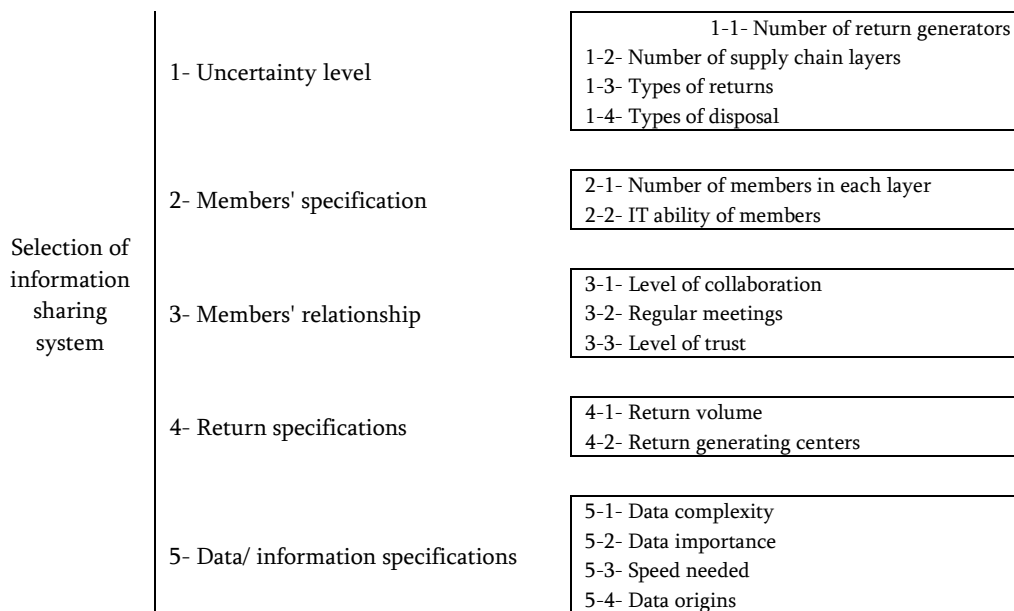 Selection of
information
sharing
system
1- Uncertainty level
1-1- Number of return generators
1-2- Number of supply chain layers
1-3- Types of returns
1-4- Types of disposal
2- Members' specification
2-1- Number of members in each layer
2-2- IT ability of members
3- Members' relationship
3-1- Level of collaboration
3-2- Regular meetings
3-3- Level of trust
4- Return specifications
4-1- Return volume
4-2- Return generating centers
5- Data/ information specifications
5-1- Data complexity
5-2- Data importance
5-3- Speed needed
5-4- Data origins